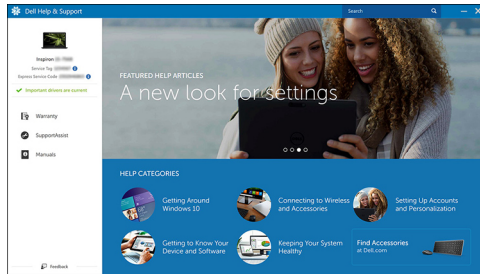 Dell Help & Support
Search
Inspiron
Service Tag
Express Service Code
Important drivers are current
Warranty
SupportAssist
Manuals
Feedback
FEATURED HELP ARTICLES
A new look for settings
HELP CATEGORIES
Getting Around
Windows 10
Connecting to Wireless
and Accessories
Setting Up Accounts
and Personalization
Getting to Know Your
Device and Software
Keeping Your System
Healthy
Find Accessories
at Dell.com